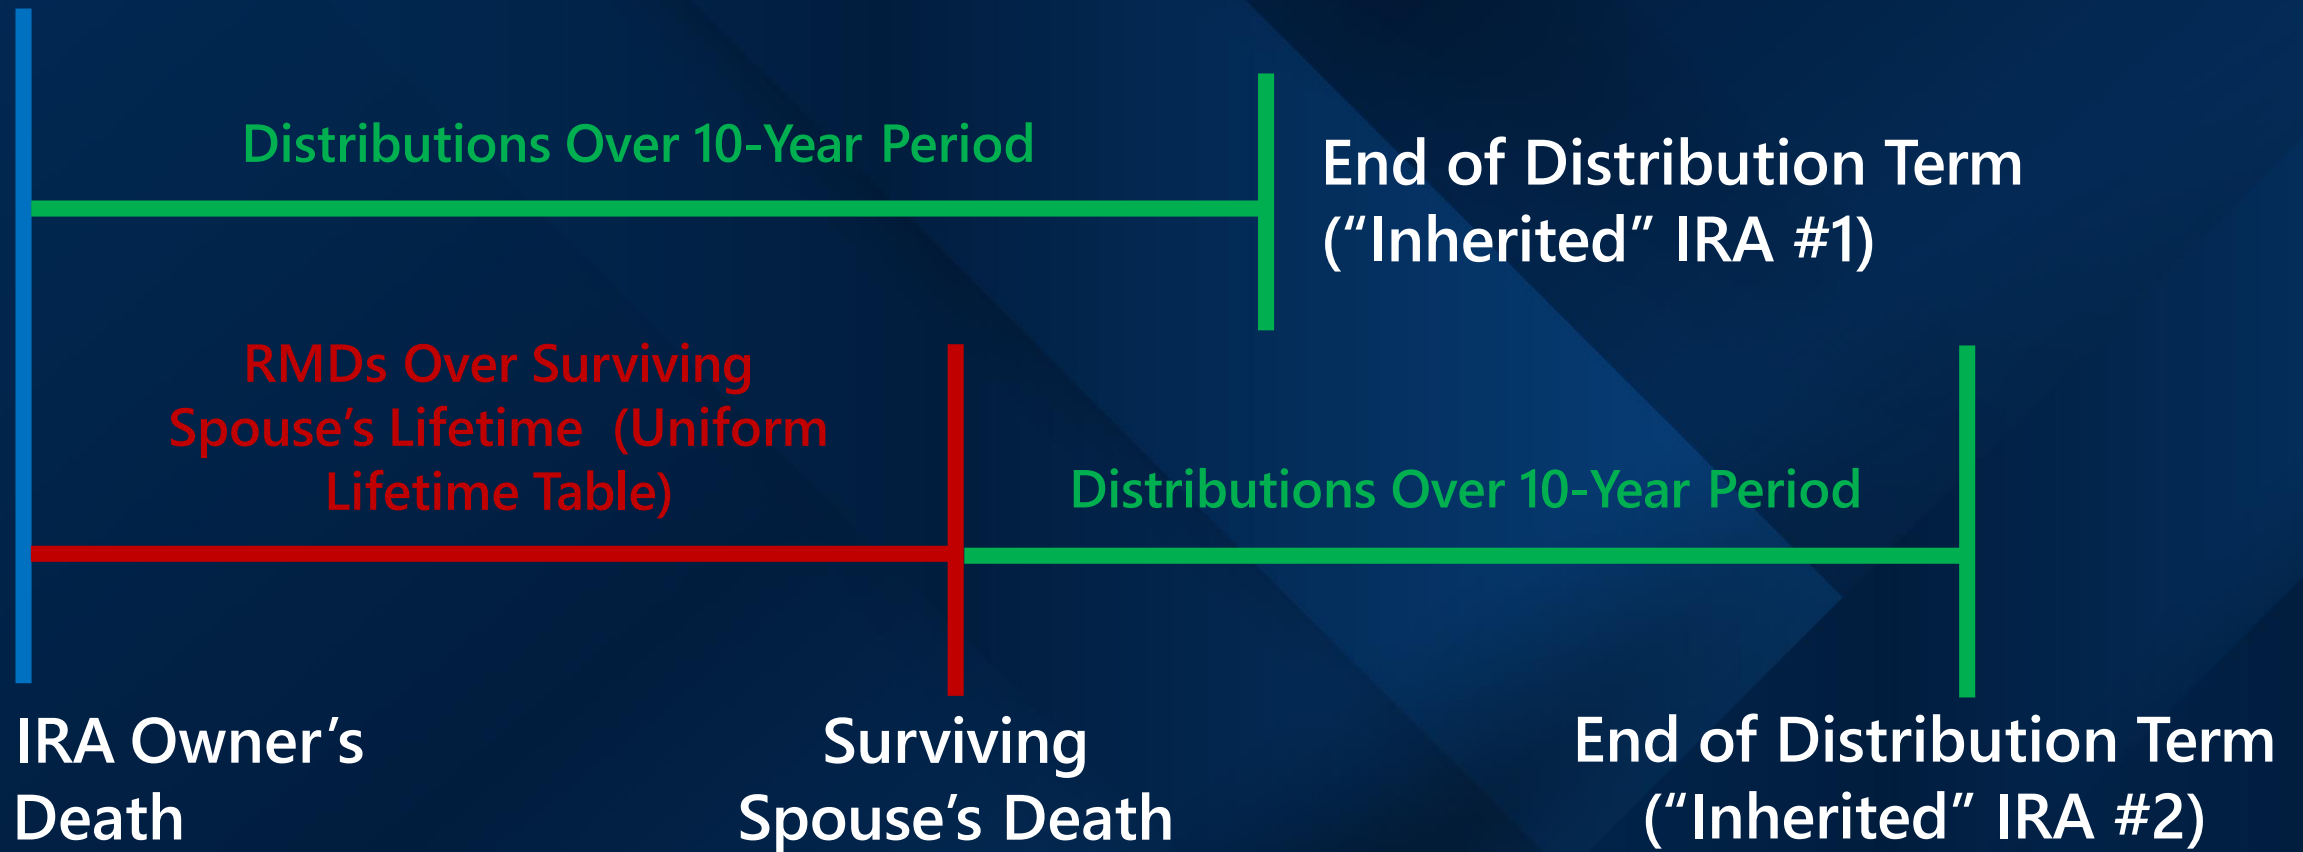 Distributions Over 10-Year Period
End of Distribution Term
(“Inherited” IRA #1)
RMDs Over Surviving
Spouse’s Lifetime (Uniform
Lifetime Table)
Distributions Over 10-Year Period
IRA Owner’s
Death
Surviving
Spouse’s Death
End of Distribution Term
(“Inherited” IRA #2)